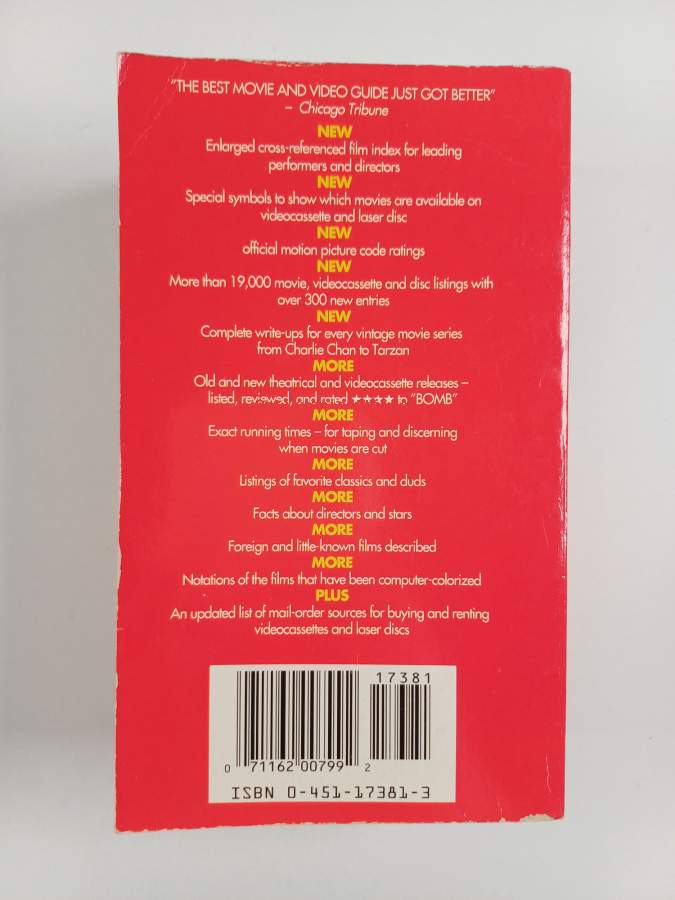 "THE BEST MOVIE AND VIDEO GUIDE JUST GOT BETTER"
– Chicago Tribune
NEW
Enlarged cross-referenced film index for leading
performers and directors
NEW
Special symbols to show which movies are available on
videocassette and laser disc
NEW
official motion picture code ratings
NEW
More than 19,000 movie, videocassette and disc listings with
over 300 new entries
NEW
Complete write-ups for every vintage movie series
from Charlie Chan to Tarzan
MORE
Old and new theatrical and videocassette releases –
listed, reviewed, and rated ★★★★ to "BOMB"
MORE
Exact running times – for taping and discerning
when movies are cut
MORE
Listings of favorite classics and duds
MORE
Facts about directors and stars
MORE
Foreign and little-known films described
MORE
Notations of the films that have been computer-colorized
PLUS
An updated list of mail-order sources for buying and renting
videocassettes and laser discs
17381
0 71162 00799 2
ISBN 0-451-17381-3